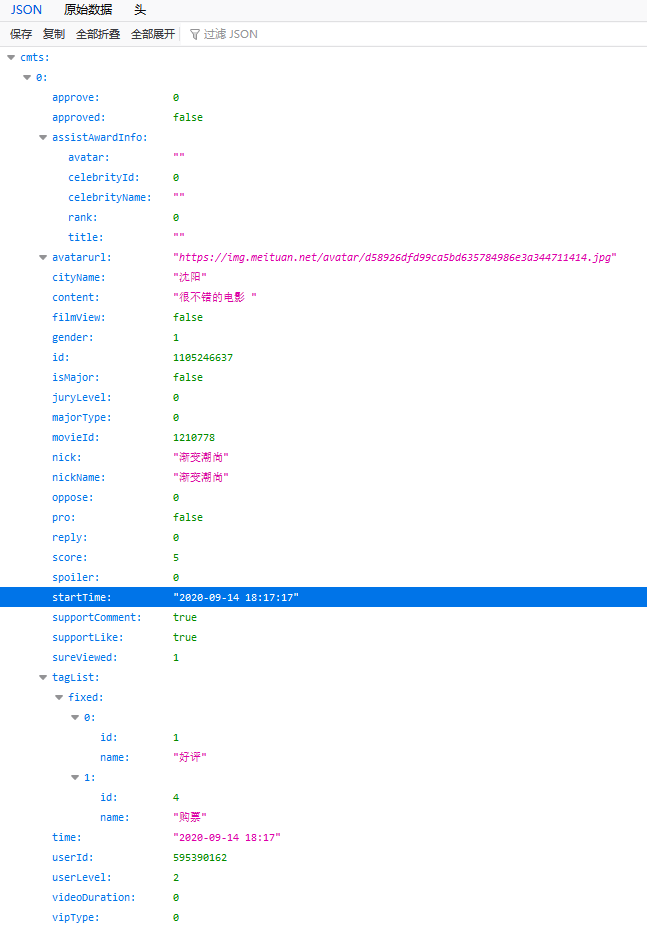 JSON 原始数据 头
保存 复制 全部折叠 全部展开 过滤 JSON
cmts:
0:
approve: 0
approved: false
assistAwardInfo:
avatar: ""
celebrityId: 0
celebrityName: ""
rank: 0
title: ""
avatarurl: "https://img.meituan.net/avatar/d58926dfd99ca5bd635784986e3a344711414.jpg"
cityName: "沈阳"
content: "很不错的电影 "
filmView: false
gender: 1
id: 1105246637
isMajor: false
juryLevel: 0
majorType: 0
movieId: 1210778
nick: "渐变潮尚"
nickName: "渐变潮尚"
oppose: 0
pro: false
reply: 0
score: 5
spoiler: 0
startTime: "2020-09-14 18:17:17"
supportComment: true
supportLike: true
sureViewed: 1
tagList:
fixed:
0:
id: 1
name: "好评"
1:
id: 4
name: "购票"
time: "2020-09-14 18:17"
userId: 595390162
userLevel: 2
videoDuration: 0
vipType: 0